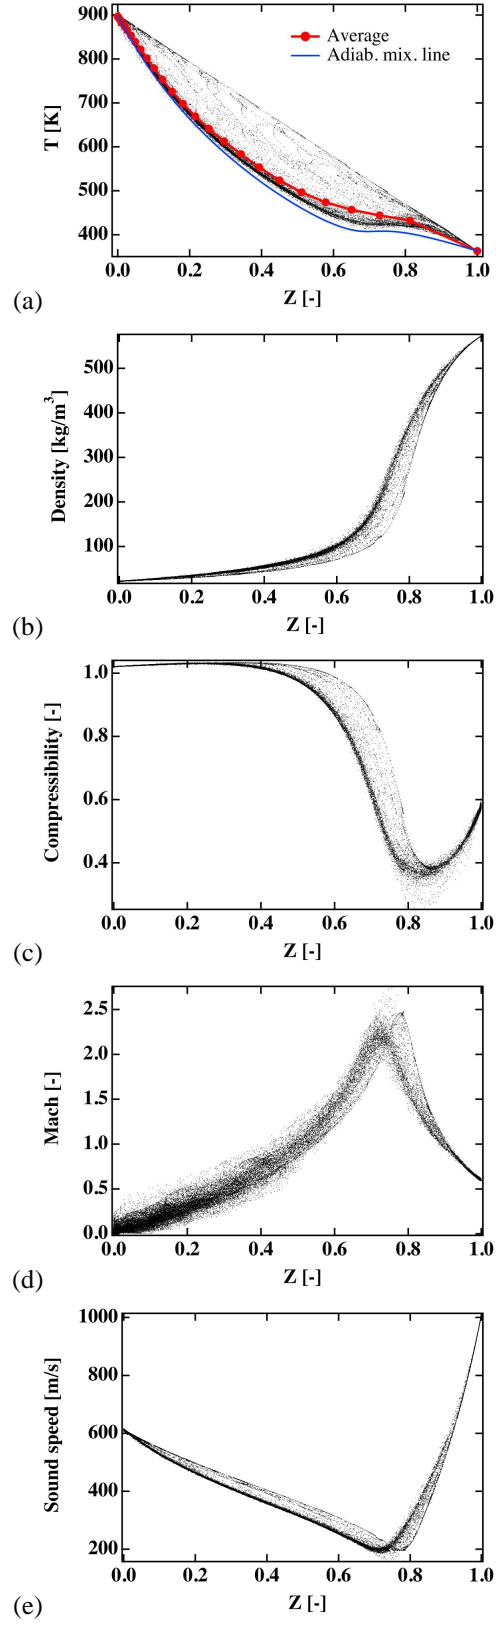 900
800
700
600
500
400
T [K]
Average
Adiab. mix. line
0.0 0.2 0.4 0.6 0.8 1.0
Z [-]
(a)
500
400
300
200
100
Density [kg/m³]
0.0 0.2 0.4 0.6 0.8 1.0
Z [-]
(b)
1.0
0.8
0.6
0.4
Compressibility [-]
0.0 0.2 0.4 0.6 0.8 1.0
Z [-]
(c)
2.5
2.0
1.5
1.0
0.5
0.0
Mach [-]
0.0 0.2 0.4 0.6 0.8 1.0
Z [-]
(d)
1000
800
600
400
200
Sound speed [m/s]
0.0 0.2 0.4 0.6 0.8 1.0
Z [-]
(e)